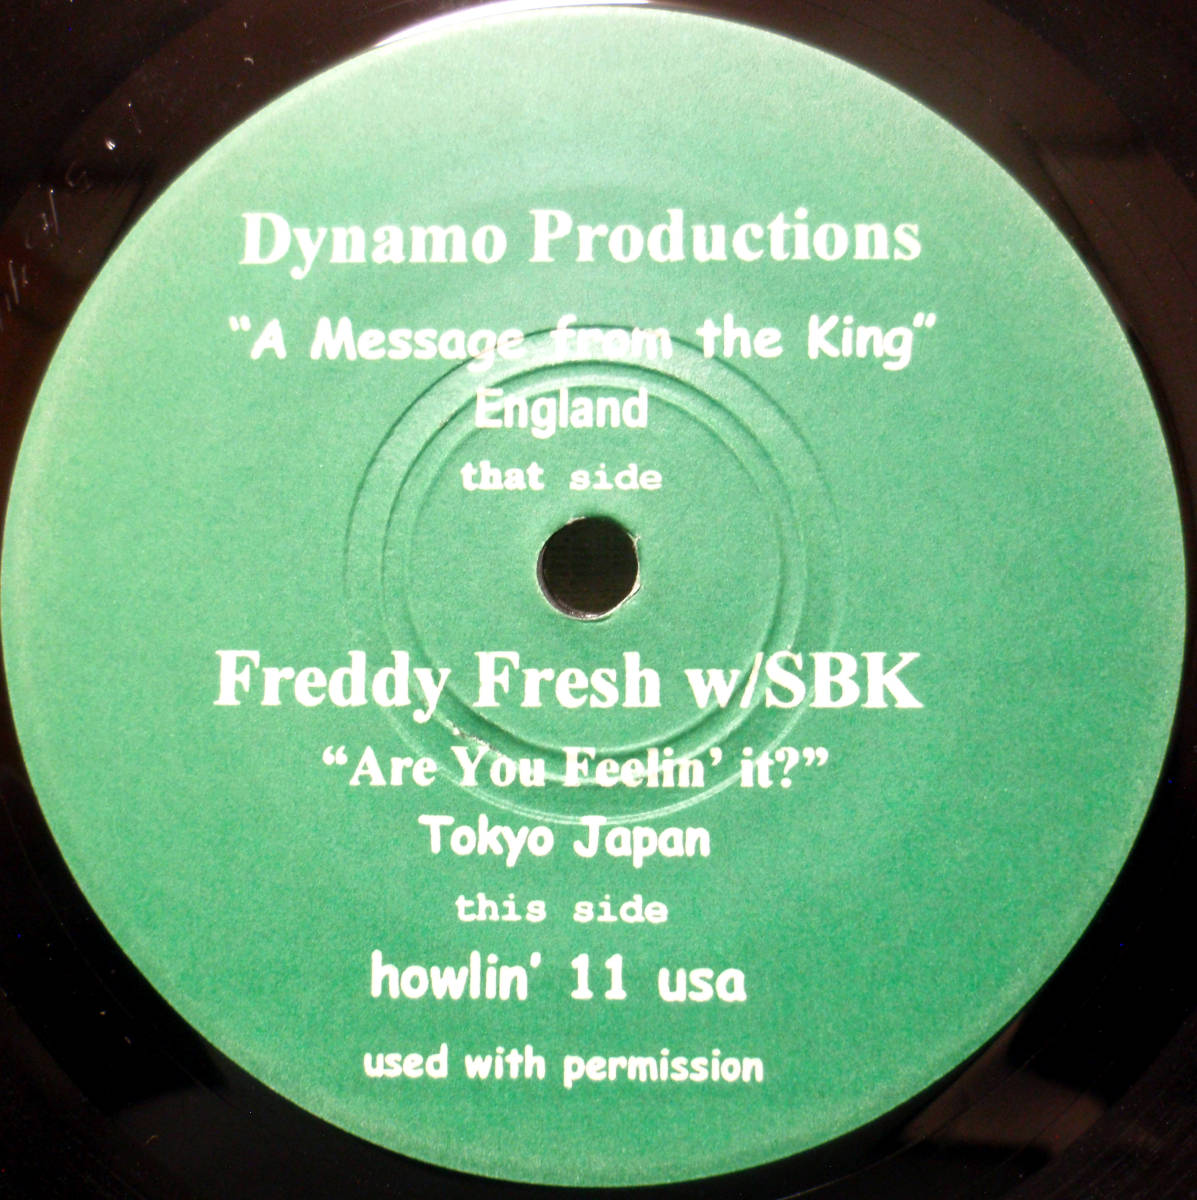 Dynamo Productions
“A Message from the King”
England
that side
Freddy Fresh w/SBK
“Are You Feelin’ it?”
Tokyo Japan
this side
howlin’ 11 usa
used with permission